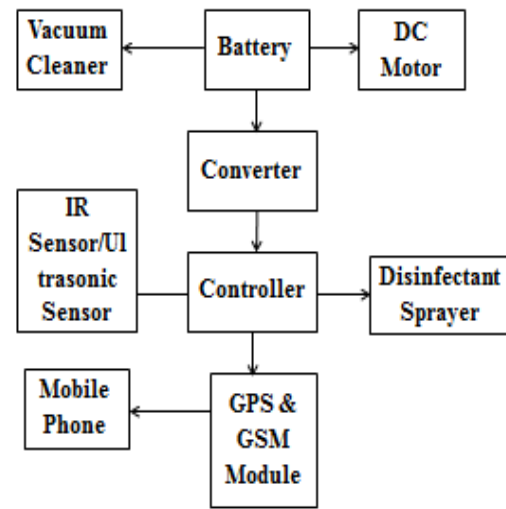 Vacuum
Cleaner
Battery
DC
Motor
Converter
IR
Sensor/Ul
trasonic
Sensor
Controller
Disinfectant
Sprayer
Mobile
Phone
GPS &
GSM
Module